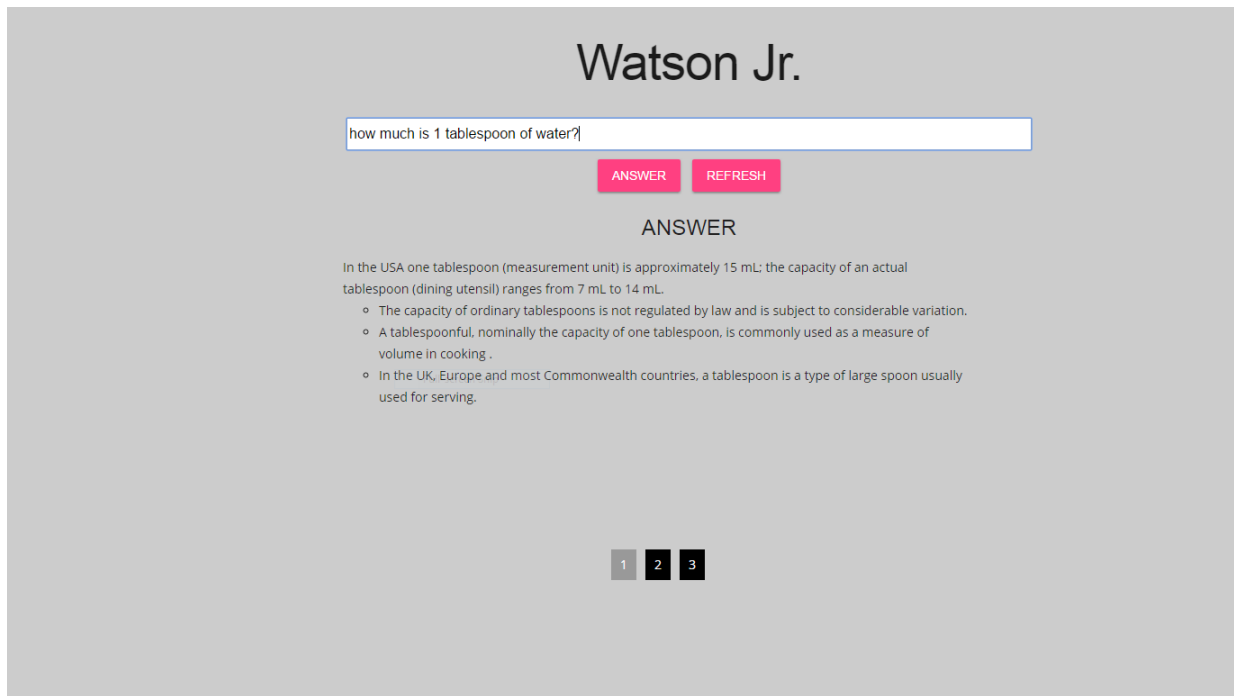 Watson Jr.
how much is 1 tablespoon of water?
ANSWER REFRESH
ANSWER
In the USA one tablespoon (measurement unit) is approximately 15 mL; the capacity of an actual
tablespoon (dining utensil) ranges from 7 mL to 14 mL.
The capacity of ordinary tablespoons is not regulated by law and is subject to considerable variation.
A tablespoonful, nominally the capacity of one tablespoon, is commonly used as a measure of
volume in cooking .
In the UK, Europe and most Commonwealth countries, a tablespoon is a type of large spoon usually
used for serving.
1 2 3